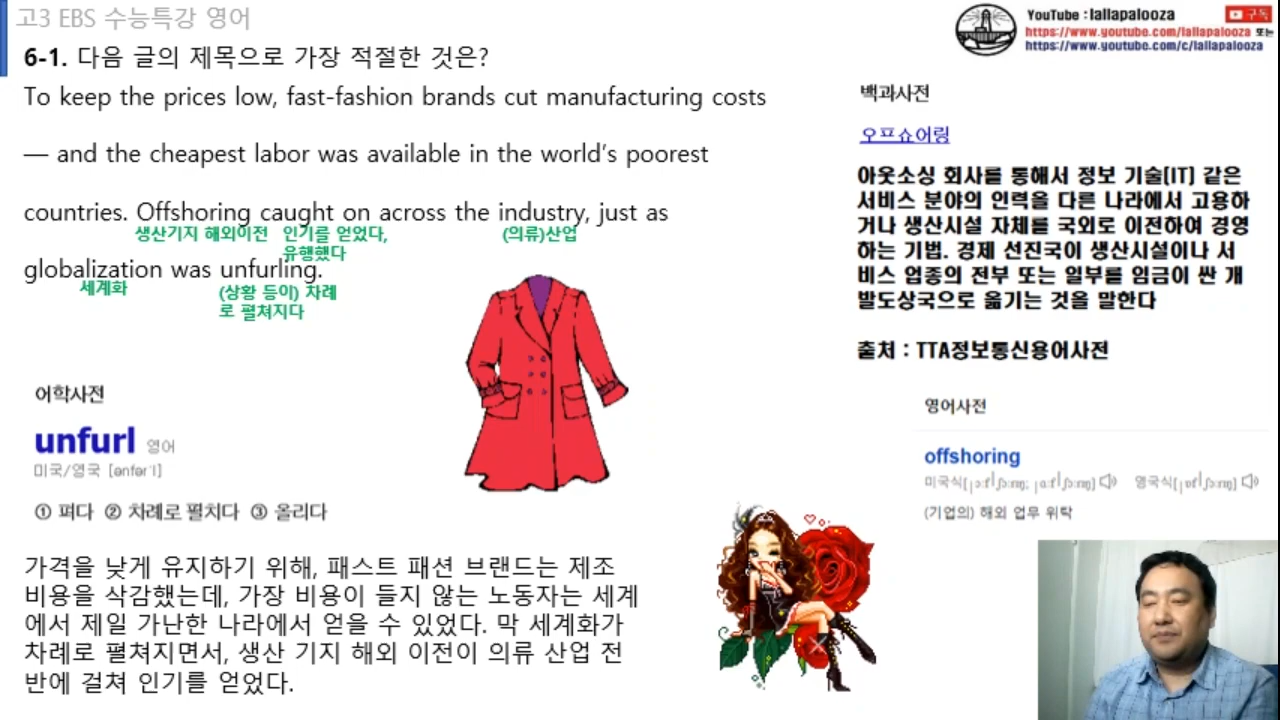 고3 EBS 수능특강 영어
6-1. 다음 글의 제목으로 가장 적절한 것은?
To keep the prices low, fast-fashion brands cut manufacturing costs
— and the cheapest labor was available in the world's poorest
countries. Offshoring caught on across the industry, just as
생산기지 해외이전 인기를 얻었다, (의류)산업
유행했다
globalization was unfurling.
세계화 (상황 등이) 차례
로 펼쳐지다
어학사전
unfurl 영어
미국/영국 [ənfərˈl]
① 펴다 ② 차례로 펼치다 ③ 올리다
가격을 낮게 유지하기 위해, 패스트 패션 브랜드는 제조
비용을 삭감했는데, 가장 비용이 들지 않는 노동자는 세계
에서 제일 가난한 나라에서 얻을 수 있었다. 막 세계화가
차례로 펼쳐지면서, 생산 기지 해외 이전이 의류 산업 전
반에 걸쳐 인기를 얻었다.
YouTube : lallapalooza 구독
https://www.youtube.com/lallapalooza 또는
https://www.youtube.com/c/lallapalooza
백과사전
오프쇼어링
아웃소싱 회사를 통해서 정보 기술(IT) 같은
서비스 분야의 인력을 다른 나라에서 고용하
거나 생산시설 자체를 국외로 이전하여 경영
하는 기법. 경제 선진국이 생산시설이나 서
비스 업종의 전부 또는 일부를 임금이 싼 개
발도상국으로 옮기는 것을 말한다
출처 : TTA정보통신용어사전
영어사전
offshoring
미국식 영국식
(기업의) 해외 업무 위탁